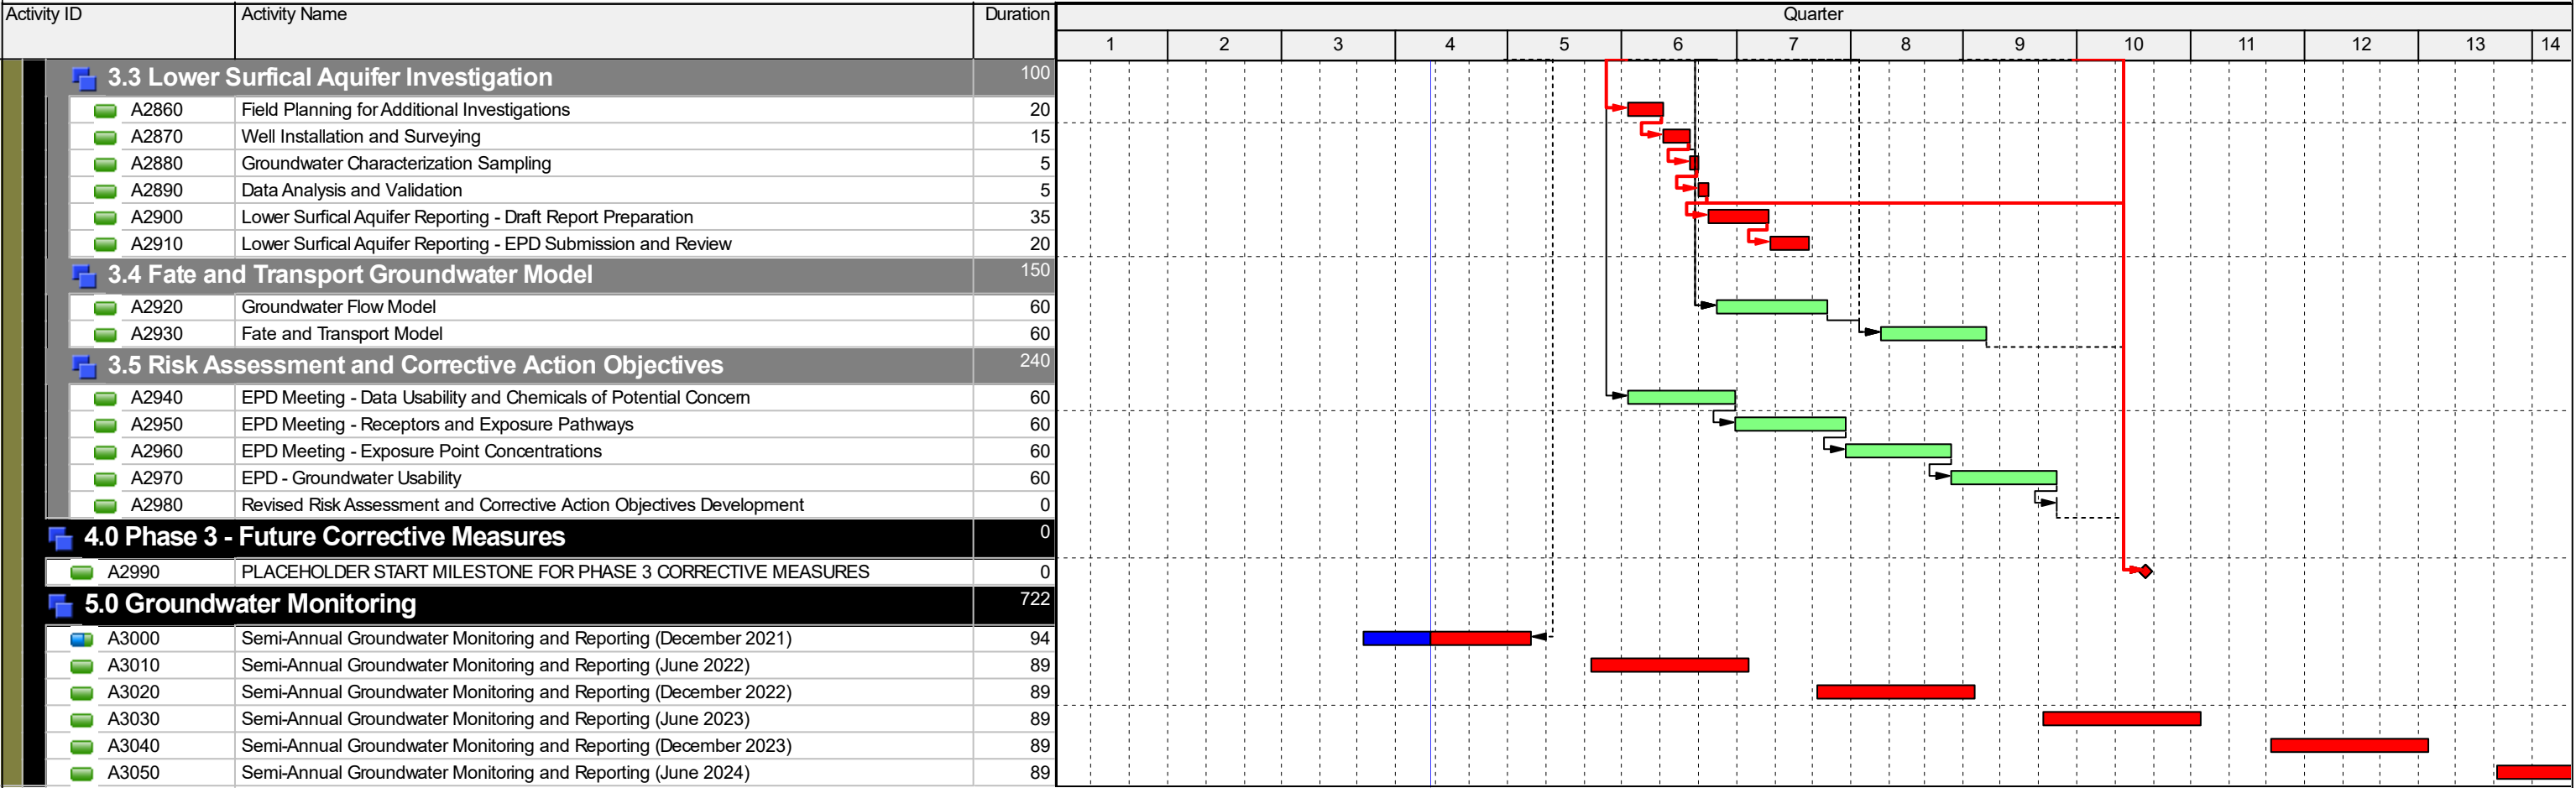 Activity ID Activity Name Duration Quarter
1 2 3 4 5 6 7 8 9 10 11 12 13 14
3.3 Lower Surfical Aquifer Investigation 100
A2860 Field Planning for Additional Investigations 20
A2870 Well Installation and Surveying 15
A2880 Groundwater Characterization Sampling 5
A2890 Data Analysis and Validation 5
A2900 Lower Surfical Aquifer Reporting - Draft Report Preparation 35
A2910 Lower Surfical Aquifer Reporting - EPD Submission and Review 20
3.4 Fate and Transport Groundwater Model 150
A2920 Groundwater Flow Model 60
A2930 Fate and Transport Model 60
3.5 Risk Assessment and Corrective Action Objectives 240
A2940 EPD Meeting - Data Usability and Chemicals of Potential Concern 60
A2950 EPD Meeting - Receptors and Exposure Pathways 60
A2960 EPD Meeting - Exposure Point Concentrations 60
A2970 EPD - Groundwater Usability 60
A2980 Revised Risk Assessment and Corrective Action Objectives Development 0
4.0 Phase 3 - Future Corrective Measures 0
A2990 PLACEHOLDER START MILESTONE FOR PHASE 3 CORRECTIVE MEASURES 0
5.0 Groundwater Monitoring 722
A3000 Semi-Annual Groundwater Monitoring and Reporting (December 2021) 94
A3010 Semi-Annual Groundwater Monitoring and Reporting (June 2022) 89
A3020 Semi-Annual Groundwater Monitoring and Reporting (December 2022) 89
A3030 Semi-Annual Groundwater Monitoring and Reporting (June 2023) 89
A3040 Semi-Annual Groundwater Monitoring and Reporting (December 2023) 89
A3050 Semi-Annual Groundwater Monitoring and Reporting (June 2024) 89